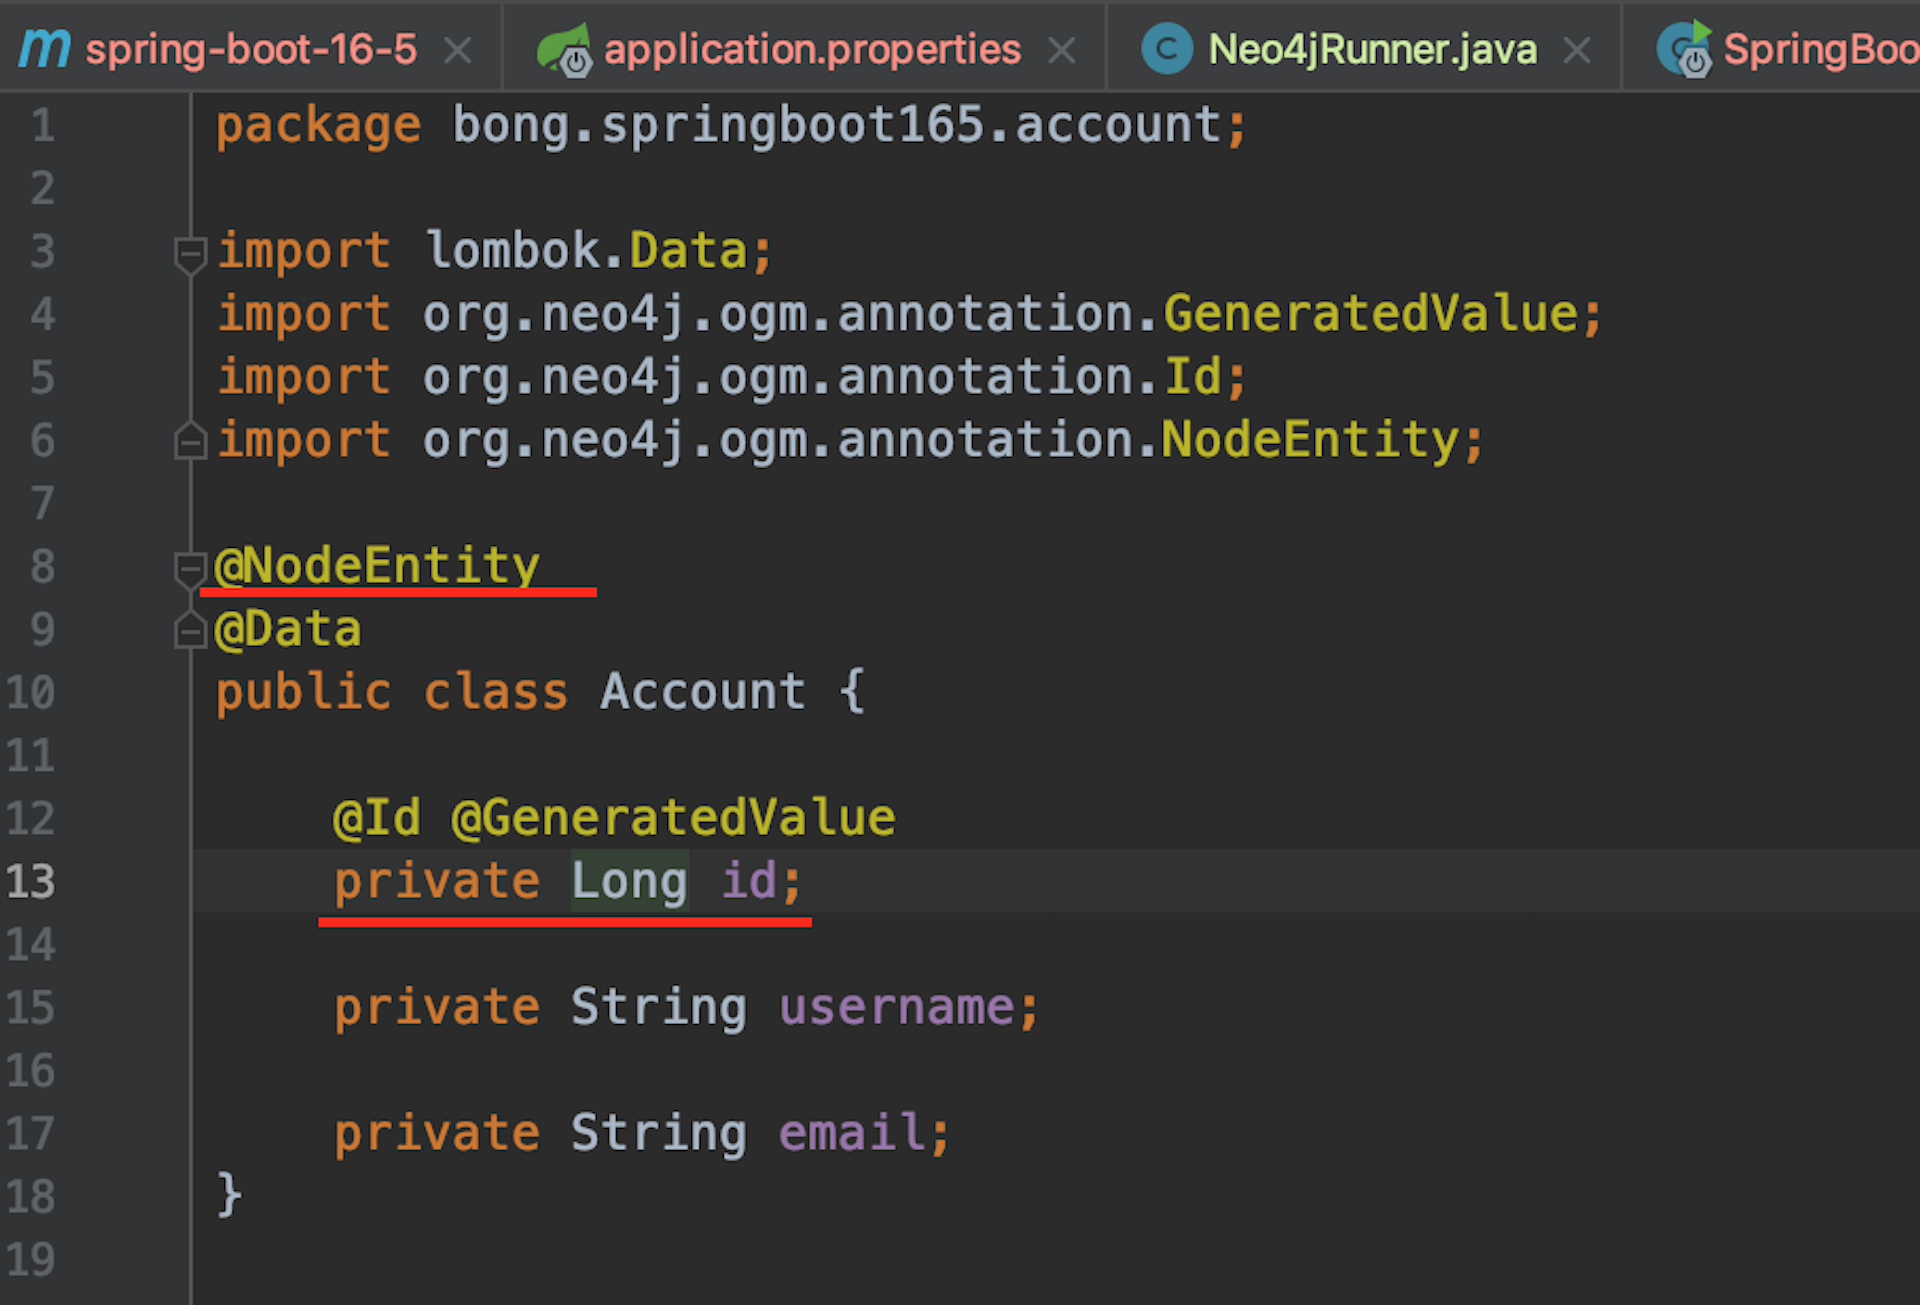 spring-boot-16-5 application.properties Neo4jRunner.java SpringBoo
1 package bong.springboot165.account;
2
3 import lombok.Data;
4 import org.neo4j.ogm.annotation.GeneratedValue;
5 import org.neo4j.ogm.annotation.Id;
6 import org.neo4j.ogm.annotation.NodeEntity;
7
8 @NodeEntity
9 @Data
10 public class Account {
11
12 @Id @GeneratedValue
13 private Long id;
14
15 private String username;
16
17 private String email;
18 }
19